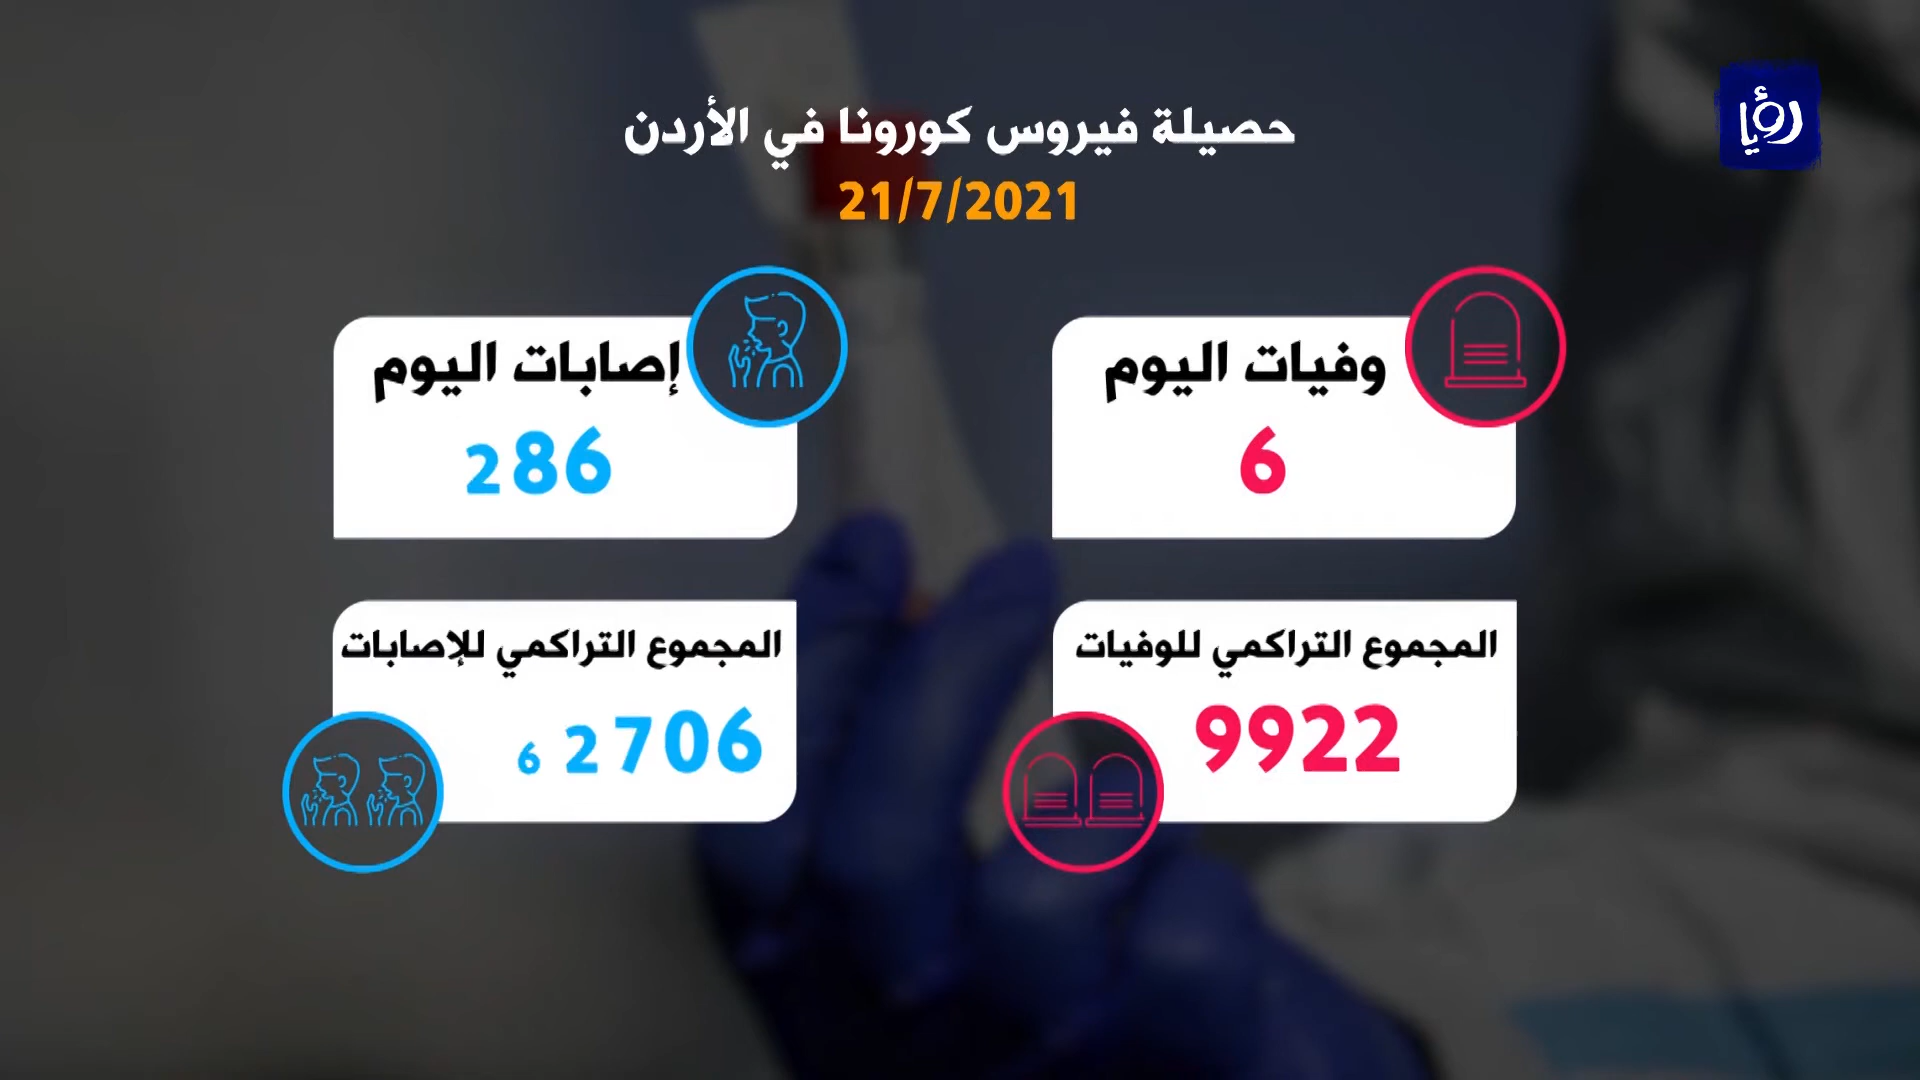 رؤيا
حصيلة فيروس كورونا في الأردن
21/7/2021
وفيات اليوم
6
إصابات اليوم
286
المجموع التراكمي للوفيات
9922
المجموع التراكمي للإصابات
6 2706